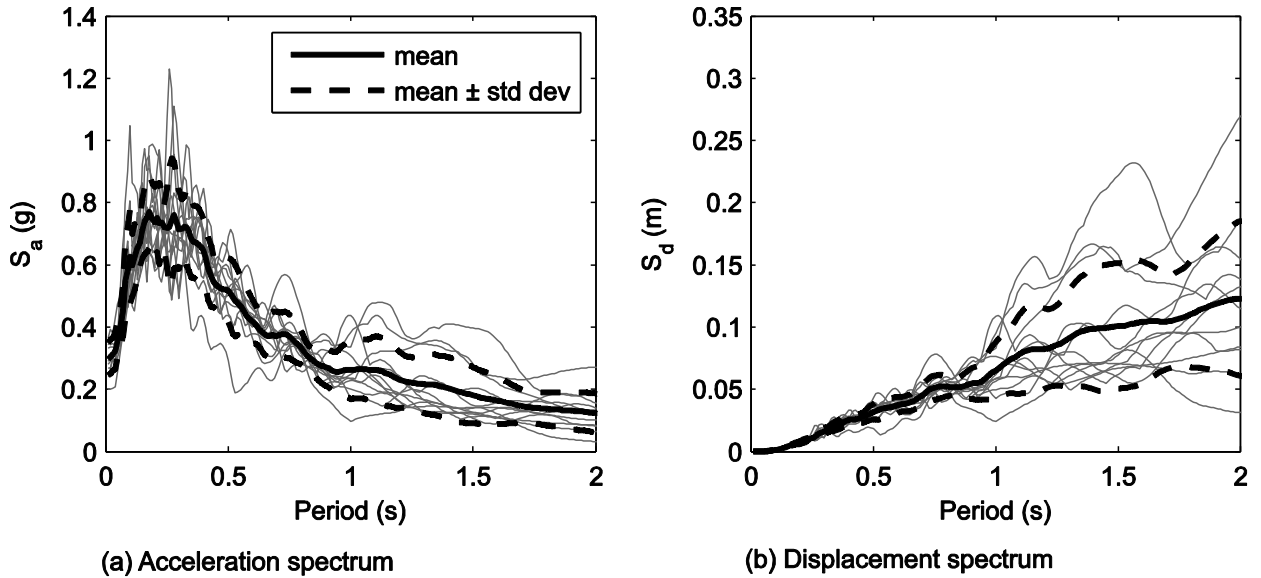 1.4
1.2
1
0.8
0.6
0.4
0.2
0
S_a (g)
mean
mean ± std dev
0 0.5 1 1.5 2
Period (s)
(a) Acceleration spectrum
0.35
0.3
0.25
0.2
0.15
0.1
0.05
0
S_d (m)
0 0.5 1 1.5 2
Period (s)
(b) Displacement spectrum